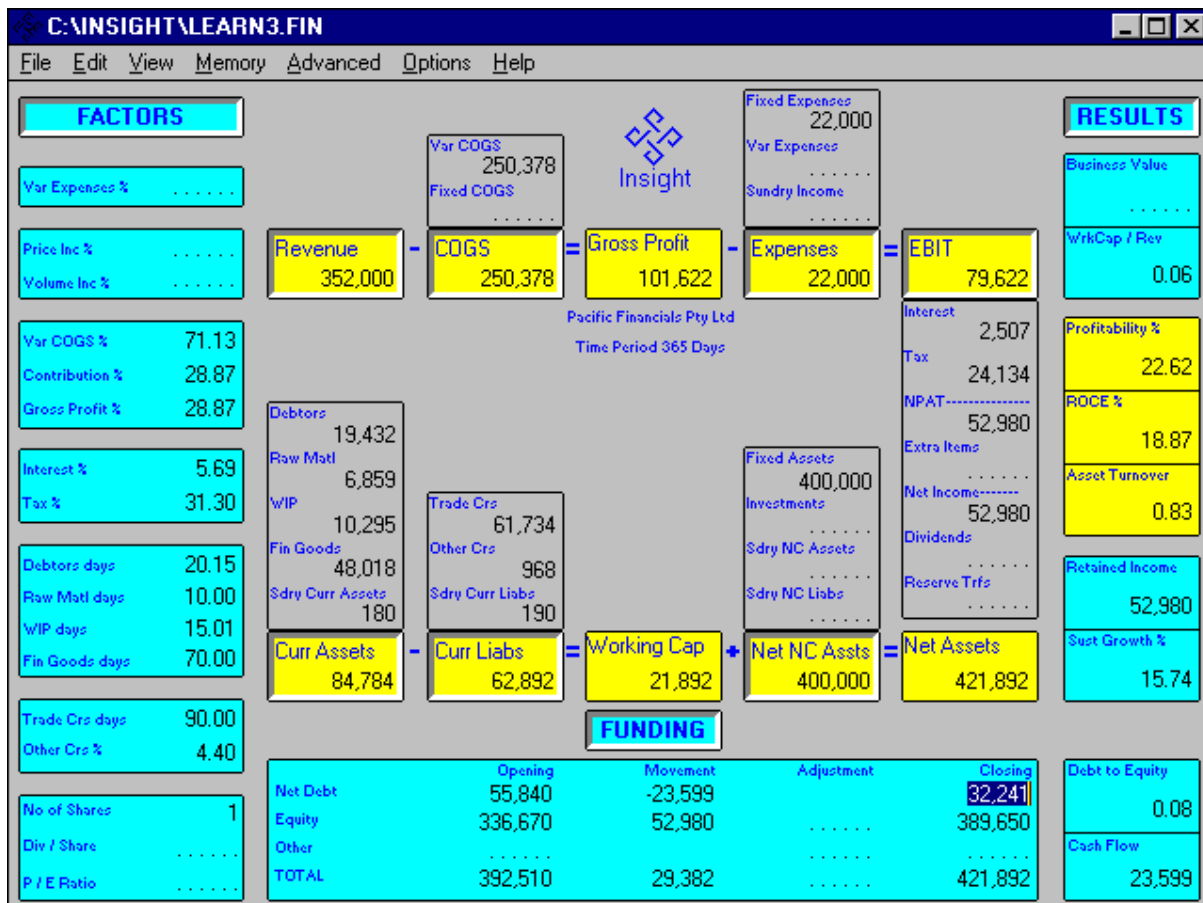 C:\INSIGHT\LEARN3.FIN
File Edit View Memory Advanced Options Help
FACTORS
Var Expenses % . . . . . .
Price Inc % . . . . . .
Volume Inc % . . . . . .
Var COGS % 71.13
Contribution % 28.87
Gross Profit % 28.87
Interest % 5.69
Tax % 31.30
Debtors days 20.15
Raw Matl days 10.00
WIP days 15.01
Fin Goods days 70.00
Trade Crs days 90.00
Other Crs % 4.40
No of Shares 1
Div / Share . . . . . .
P / E Ratio . . . . . .
Var COGS
250,378
Fixed COGS
. . . . . .
Insight
Fixed Expenses
22,000
Var Expenses
. . . . . .
Sundry Income
. . . . . .
Revenue - COGS = Gross Profit - Expenses = EBIT
352,000 250,378 101,622 22,000 79,622
Pacific Financials Pty Ltd
Time Period 365 Days
Interest
2,507
Tax
24,134
NPAT---------------
52,980
Extra Items
. . . . . .
Net Income-------
52,980
Dividends
. . . . . .
Reserve Trfs
. . . . . .
Debtors
19,432
Raw Matl
6,859
WIP
10,295
Fin Goods
48,018
Sdry Curr Assets
180
Trade Crs
61,734
Other Crs
968
Sdry Curr Liabs
190
Fixed Assets
400,000
Investments
. . . . . .
Sdry NC Assets
. . . . . .
Sdry NC Liabs
. . . . . .
Curr Assets - Curr Liabs = Working Cap + Net NC Assts = Net Assets
84,784 62,892 21,892 400,000 421,892
FUNDING
Opening Movement Adjustment Closing
Net Debt 55,840 -23,599 32,241
Equity 336,670 52,980 . . . . . . 389,650
Other . . . . . . . . . . . . . . . . . .
TOTAL 392,510 29,382 . . . . . . 421,892
RESULTS
Business Value
. . . . . .
WrkCap / Rev
0.06
Profitability %
22.62
ROCE %
18.87
Asset Turnover
0.83
Retained Income
52,980
Sust Growth %
15.74
Debt to Equity
0.08
Cash Flow
23,599